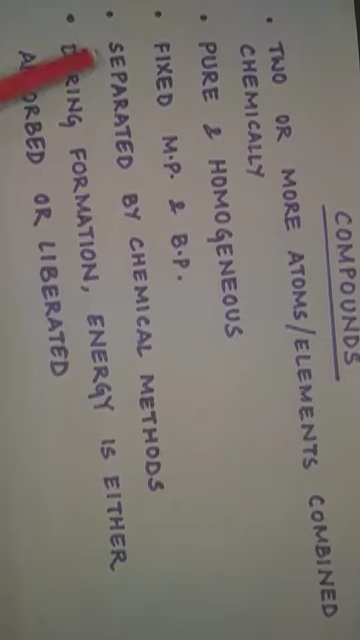 COMPOUNDS
• TWO OR MORE ATOMS/ELEMENTS COMBINED
CHEMICALLY
• PURE & HOMOGENEOUS
• FIXED M.P. & B.P.
• SEPARATED BY CHEMICAL METHODS
• FORMATION, ENERGY IS EITHER
OR LIBERATED